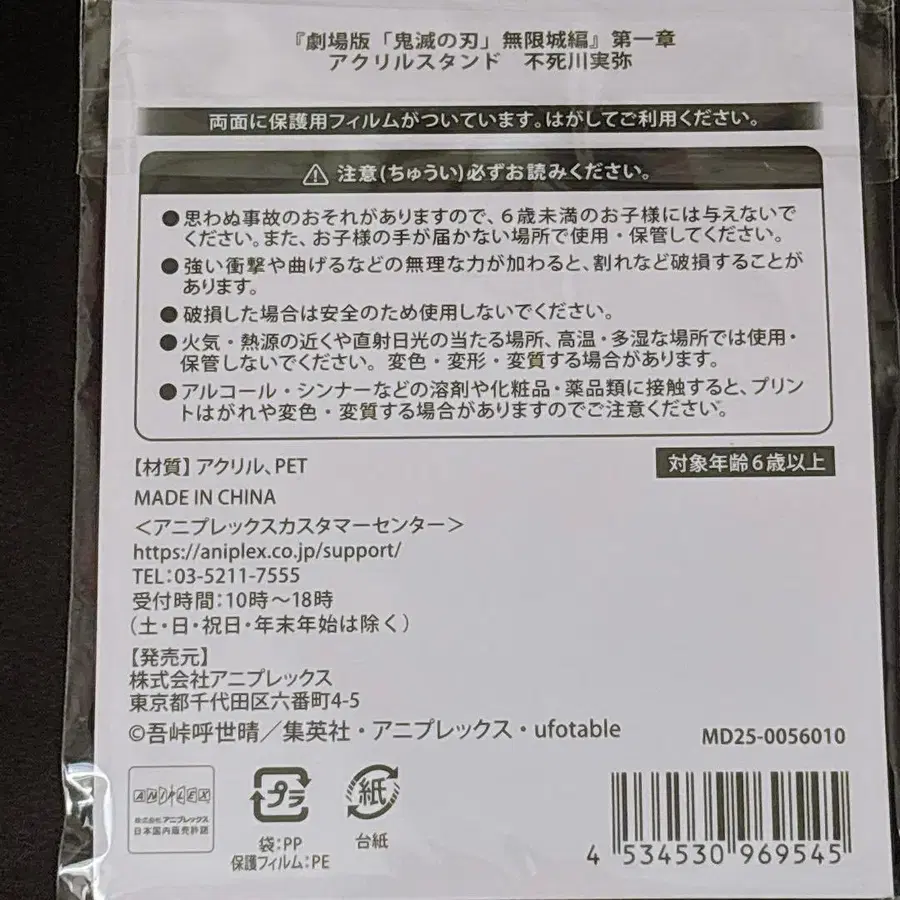 『劇場版「鬼滅の刃」無限城編』第一章
アクリルスタンド　不死川実弥
両面に保護用フィルムがついています。はがしてご利用ください。
注意(ちゅうい)必ずお読みください。
●思わぬ事故のおそれがありますので、6歳未満のお子様には与えないで
ください。また、お子様の手が届かない場所で使用・保管してください。
●強い衝撃や曲げるなどの無理な力が加わると、割れなど破損することが
あります。
●破損した場合は安全のため使用しないでください。
●火気・熱源の近くや直射日光の当たる場所、高温・多湿な場所では使用・
保管しないでください。変色・変形・変質する場合があります。
●アルコール・シンナーなどの溶剤や化粧品・薬品類に接触すると、プリン
トはがれや変色・変質する場合がありますのでご注意ください。
【材質】アクリル、PET
対象年齢6歳以上
MADE IN CHINA
＜アニプレックスカスタマーセンター＞
https://aniplex.co.jp/support/
TEL:03-5211-7555
受付時間：10時～18時
（土・日・祝日・年末年始は除く）
【発売元】
株式会社アニプレックス
東京都千代田区六番町4-5
©吾峠呼世晴／集英社・アニプレックス・ufotable
MD25-0056010
ANIPLEX
株式会社アニプレックス
日本国内販売許諾
プラ
袋：PP
保護フィルム：PE
紙
台紙
4 534530 969545